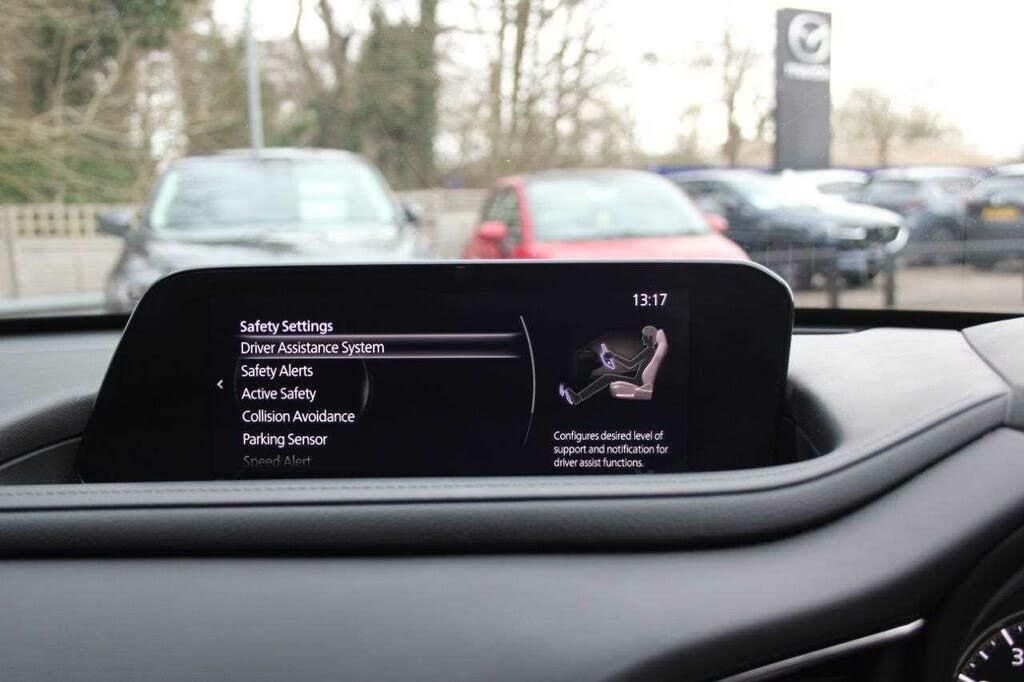 13:17
Safety Settings
Driver Assistance System
Safety Alerts
Active Safety
Collision Avoidance
Parking Sensor
Speed Alert
Configures desired level of
support and notification for
driver assist functions.
3